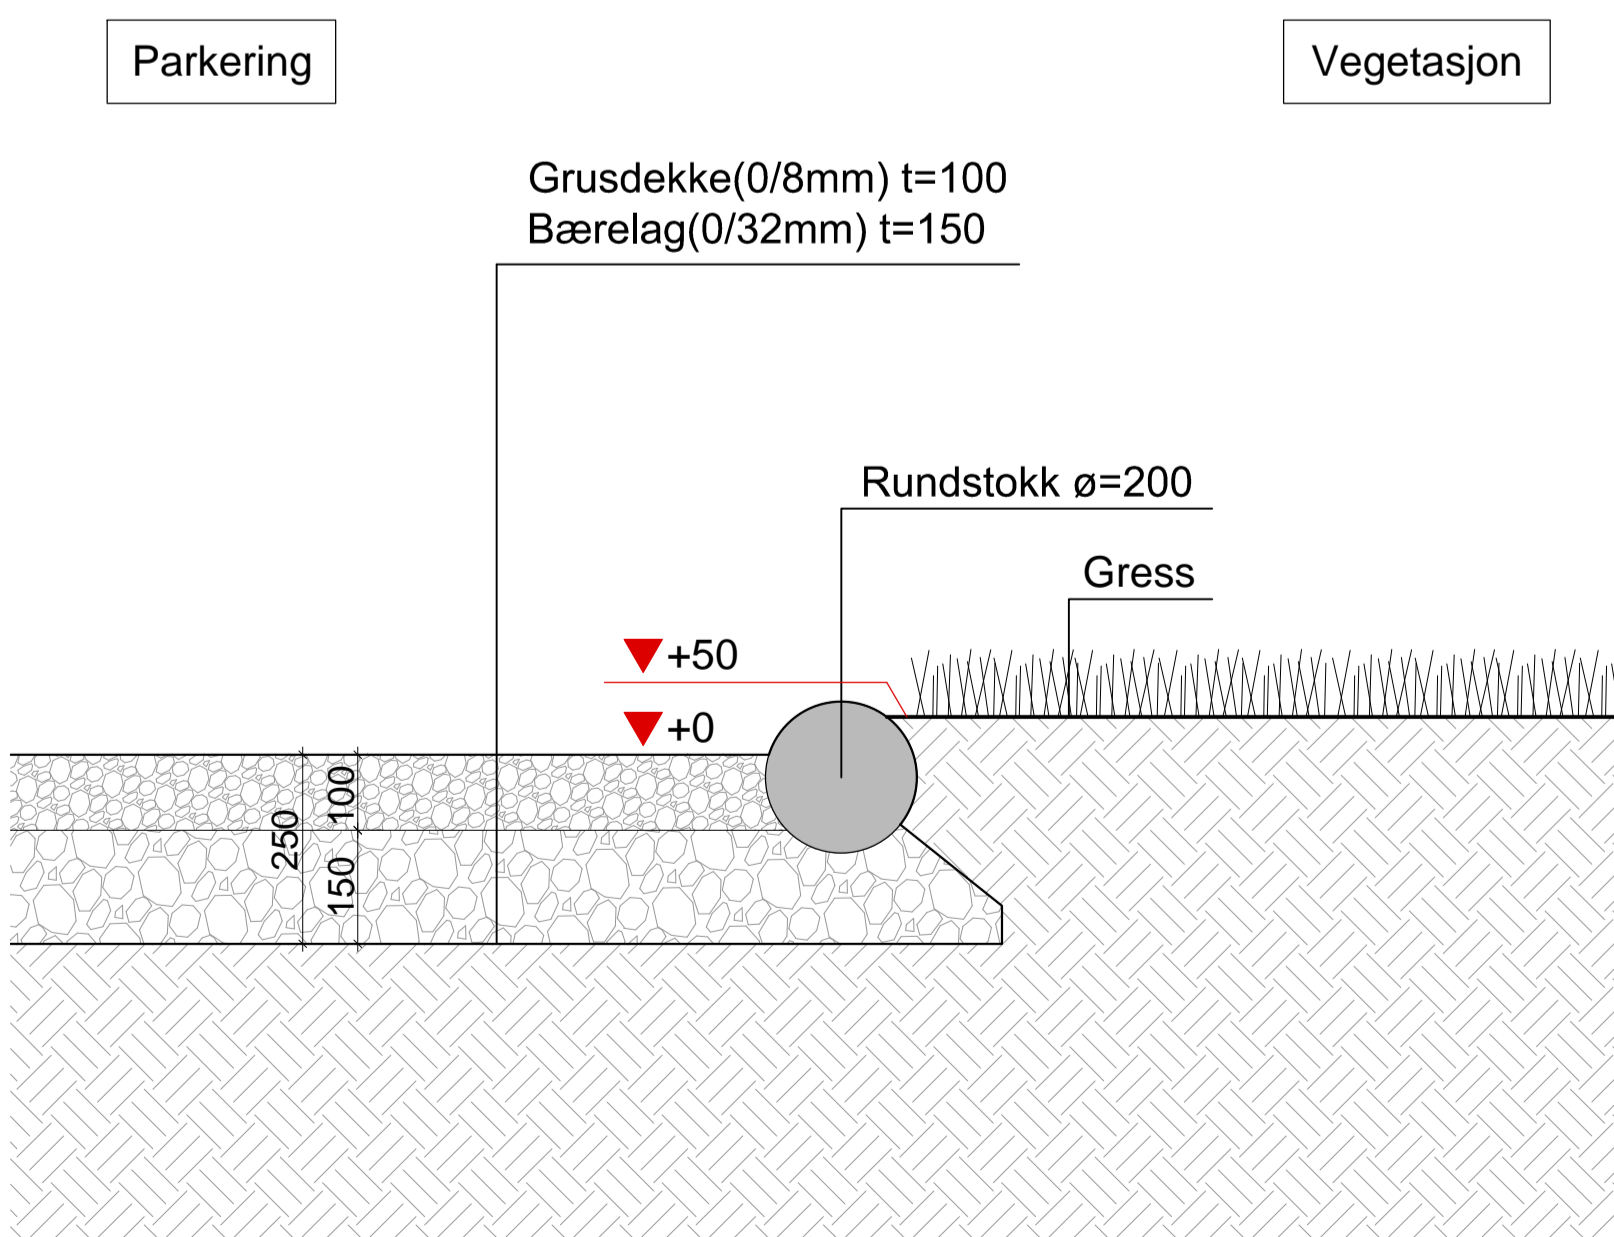 Parkering
Vegetasjon
Grusdekke(0/8mm) t=100
Bærelag(0/32mm) t=150
Rundstokk ø=200
Gress
+50
+0
100
250
150